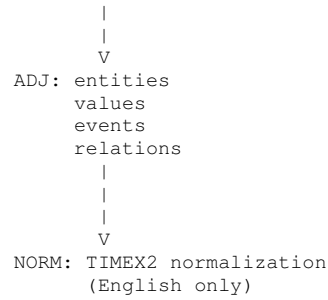 |
|
V
ADJ: entities
values
events
relations
|
|
|
V
NORM: TIMEX2 normalization
(English only)